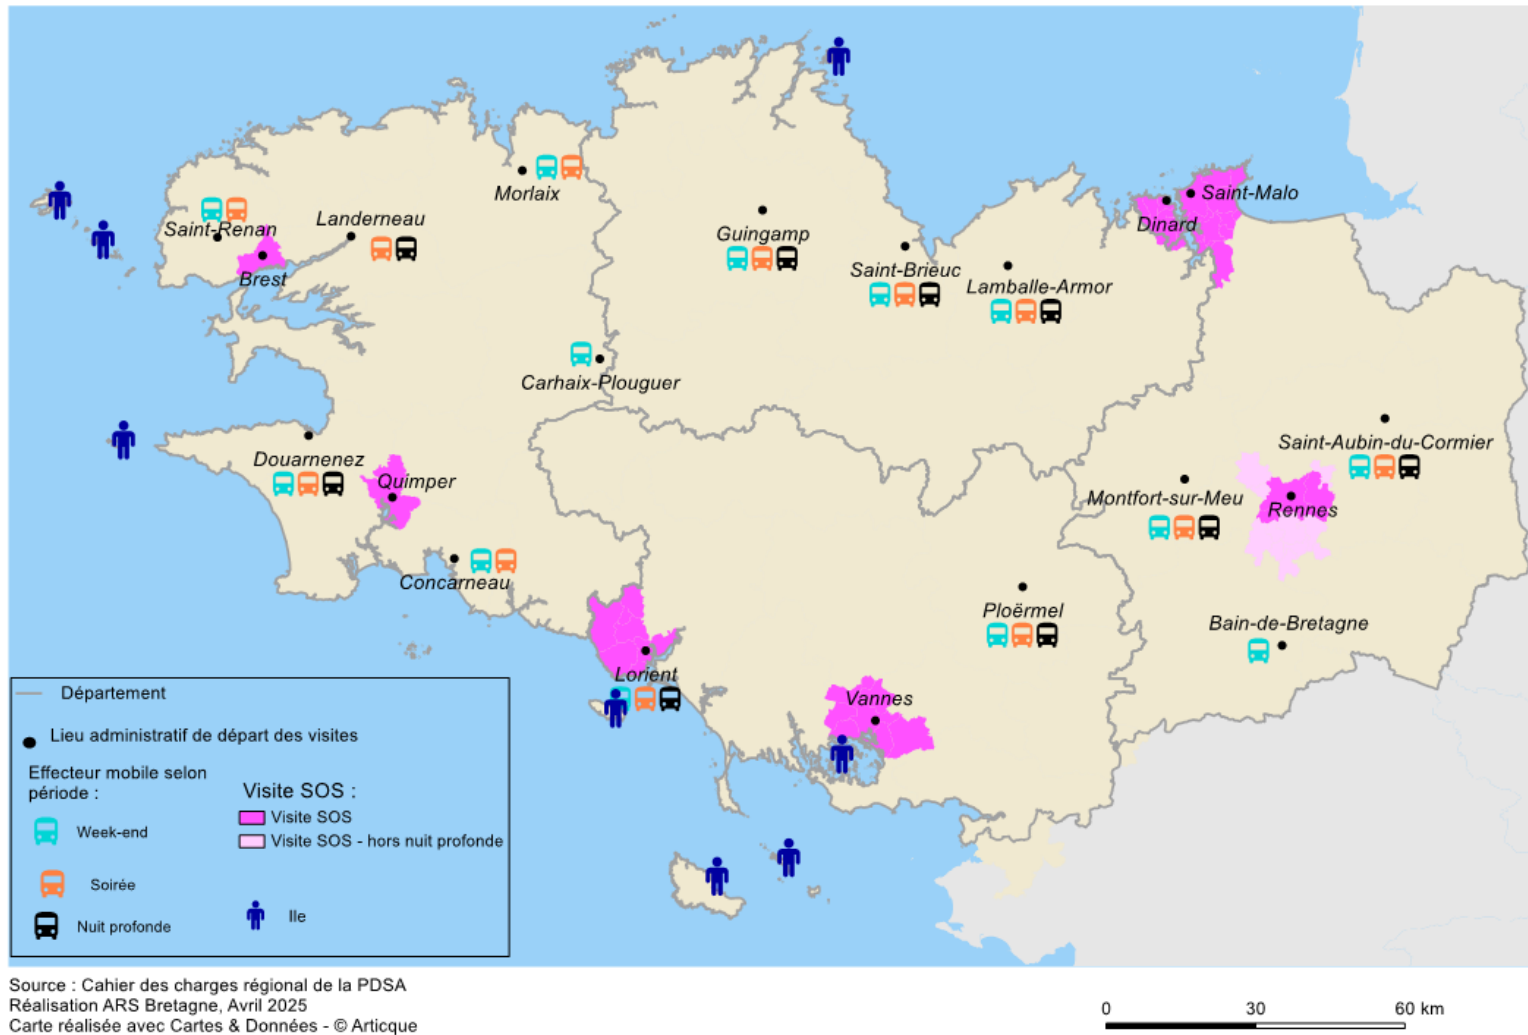 Saint-Malo
Dinard
Morlaix
Landerneau
Saint-Renan
Brest
Guingamp
Saint-Brieuc
Lamballe-Armor
Carhaix-Plouguer
Saint-Aubin-du-Cormier
Douarnenez
Quimper
Montfort-sur-Meu
Rennes
Concarneau
Ploërmel
Bain-de-Bretagne
Lorient
Vannes
Département
Lieu administratif de départ des visites
Effecteur mobile selon
période :
Week-end
Soirée
Nuit profonde
Visite SOS :
Visite SOS
Visite SOS - hors nuit profonde
Ile
Source : Cahier des charges régional de la PDSA
Réalisation ARS Bretagne, Avril 2025
Carte réalisée avec Cartes & Données - © Articque
0 30 60 km